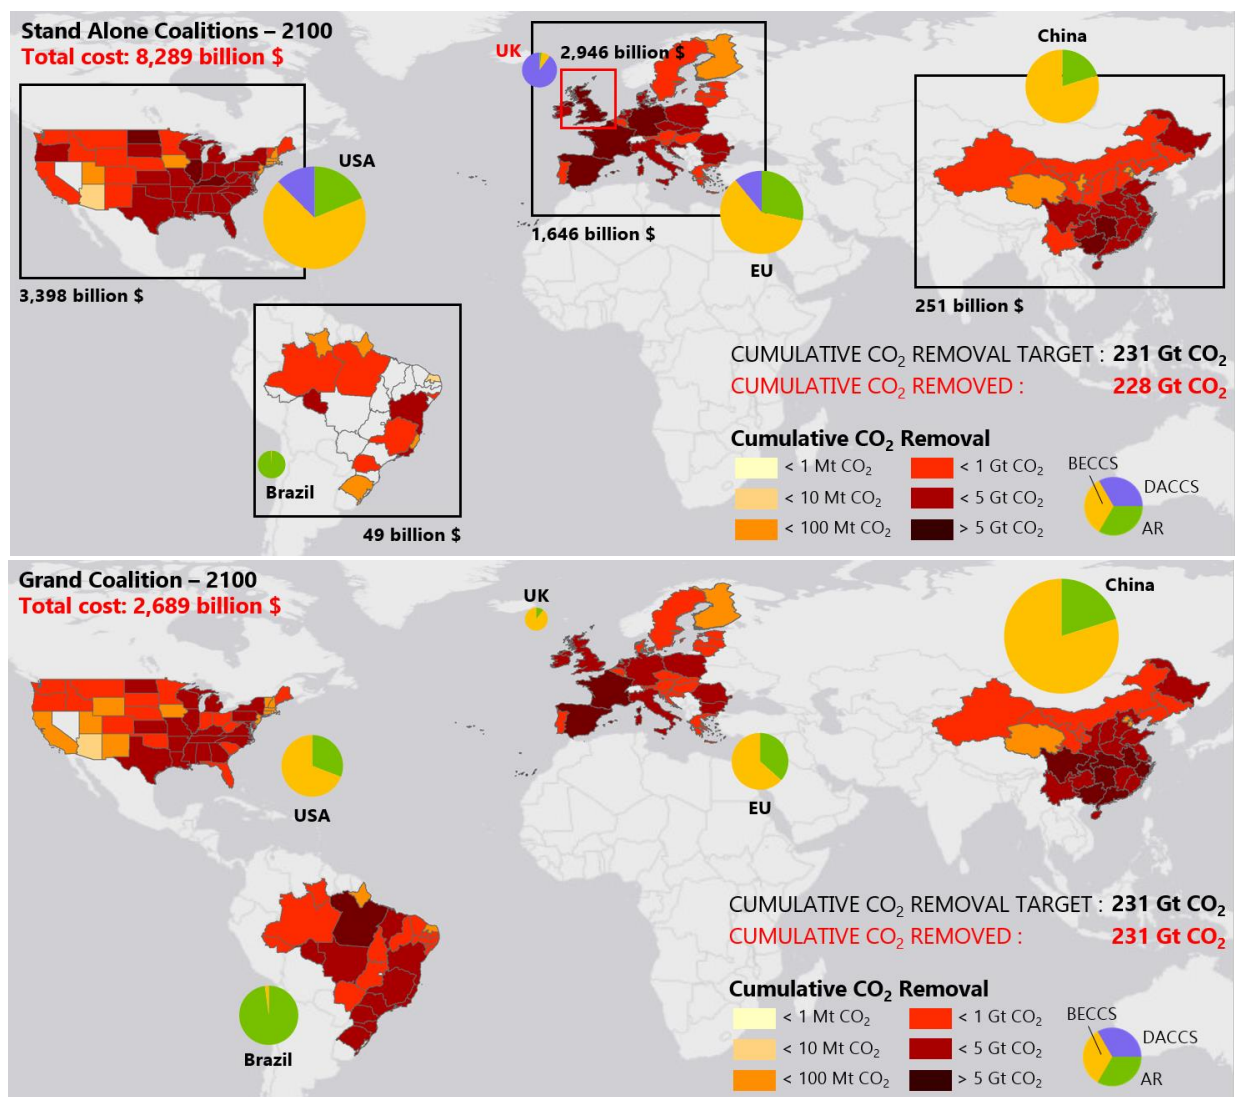 Stand Alone Coalitions – 2100
Total cost: 8,289 billion $
UK
2,946 billion $
China
USA
EU
1,646 billion $
3,398 billion $
251 billion $
Brazil
49 billion $
CUMULATIVE CO₂ REMOVAL TARGET : 231 Gt CO₂
CUMULATIVE CO₂ REMOVED : 228 Gt CO₂
Cumulative CO₂ Removal
< 1 Mt CO₂ < 1 Gt CO₂
< 10 Mt CO₂ < 5 Gt CO₂
< 100 Mt CO₂ > 5 Gt CO₂
BECCS
DACCS
AR
Grand Coalition – 2100
Total cost: 2,689 billion $
UK
China
USA
EU
Brazil
CUMULATIVE CO₂ REMOVAL TARGET : 231 Gt CO₂
CUMULATIVE CO₂ REMOVED : 231 Gt CO₂
Cumulative CO₂ Removal
< 1 Mt CO₂ < 1 Gt CO₂
< 10 Mt CO₂ < 5 Gt CO₂
< 100 Mt CO₂ > 5 Gt CO₂
BECCS
DACCS
AR